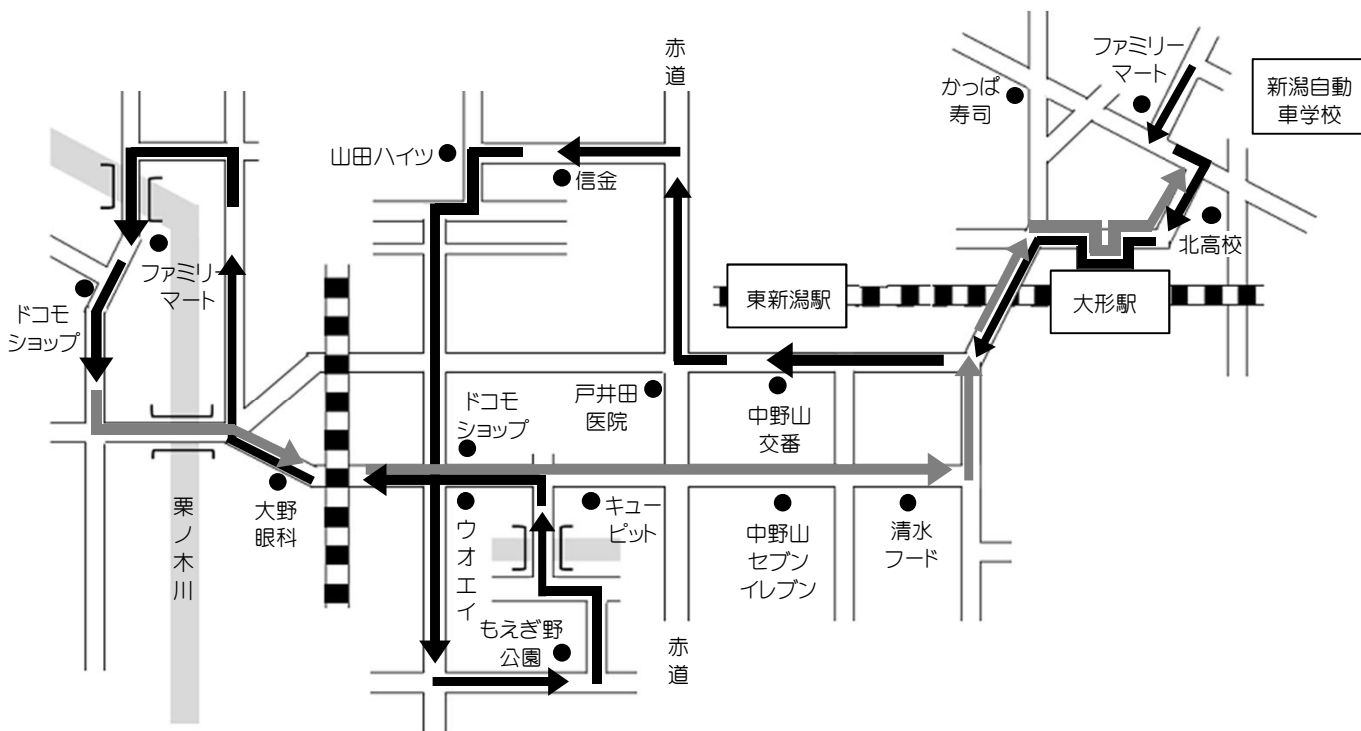 赤道
ファミリー
マート
新潟自動
車学校
かっぱ
寿司
山田ハイツ
信金
北高校
ファミリー
マート
ドコモ
ショップ
東新潟駅
大形駅
戸井田
医院
中野山
交番
ドコモ
ショップ
大野
眼科
栗ノ木川
ウオエイ
キュー
ピット
中野山
セブン
イレブン
清水
フード
もえぎ野
公園
赤道